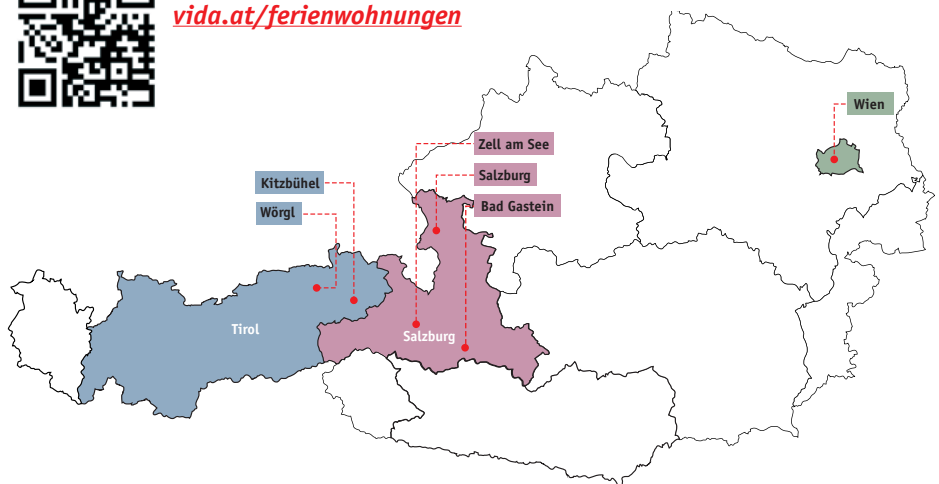 vida.at/ferienwohnungen
Wien
Zell am See
Salzburg
Kitzbühel
Bad Gastein
Wörgl
Tirol
Salzburg